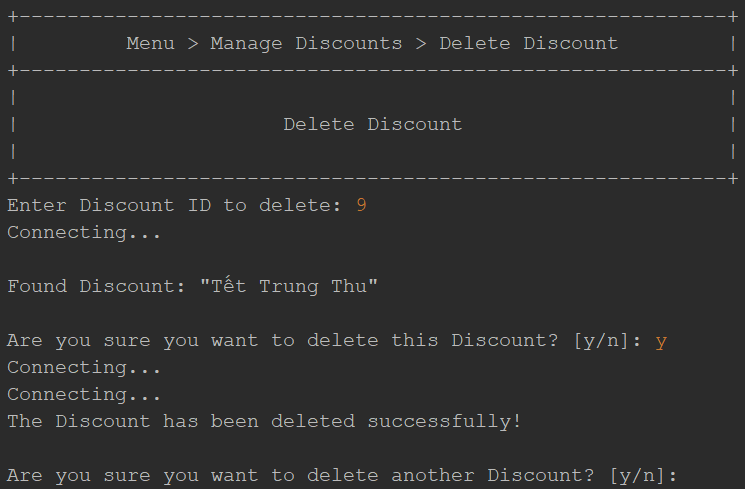 +-----------------------------------------------------------+
|         Menu > Manage Discounts > Delete Discount         |
+-----------------------------------------------------------+
|                                                           |
|                      Delete Discount                      |
|                                                           |
+-----------------------------------------------------------+
Enter Discount ID to delete: 9
Connecting...
Found Discount: "Tết Trung Thu"
Are you sure you want to delete this Discount? [y/n]: y
Connecting...
Connecting...
The Discount has been deleted successfully!
Are you sure you want to delete another Discount? [y/n]: